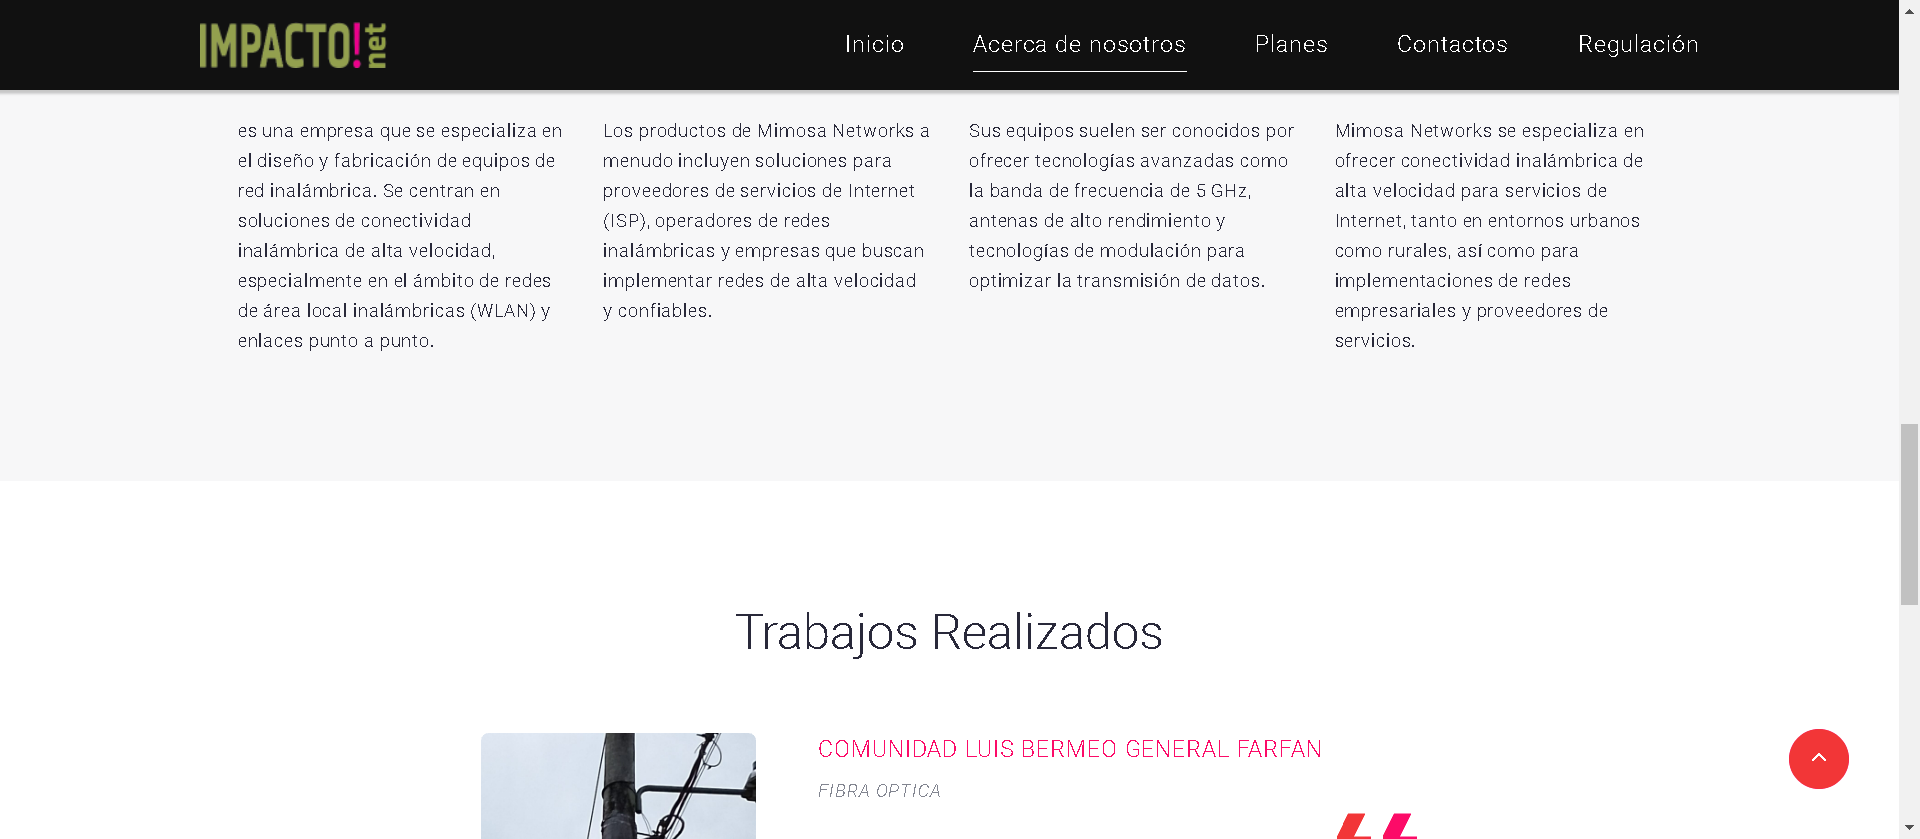 IMPACTO!net
Inicio
Acerca de nosotros
Planes
Contactos
Regulación
es una empresa que se especializa en
el diseño y fabricación de equipos de
red inalámbrica. Se centran en
soluciones de conectividad
inalámbrica de alta velocidad,
especialmente en el ámbito de redes
de área local inalámbricas (WLAN) y
enlaces punto a punto.
Los productos de Mimosa Networks a
menudo incluyen soluciones para
proveedores de servicios de Internet
(ISP), operadores de redes
inalámbricas y empresas que buscan
implementar redes de alta velocidad
y confiables.
Sus equipos suelen ser conocidos por
ofrecer tecnologías avanzadas como
la banda de frecuencia de 5 GHz,
antenas de alto rendimiento y
tecnologías de modulación para
optimizar la transmisión de datos.
Mimosa Networks se especializa en
ofrecer conectividad inalámbrica de
alta velocidad para servicios de
Internet, tanto en entornos urbanos
como rurales, así como para
implementaciones de redes
empresariales y proveedores de
servicios.
Trabajos Realizados
COMUNIDAD LUIS BERMEO GENERAL FARFAN
FIBRA OPTICA